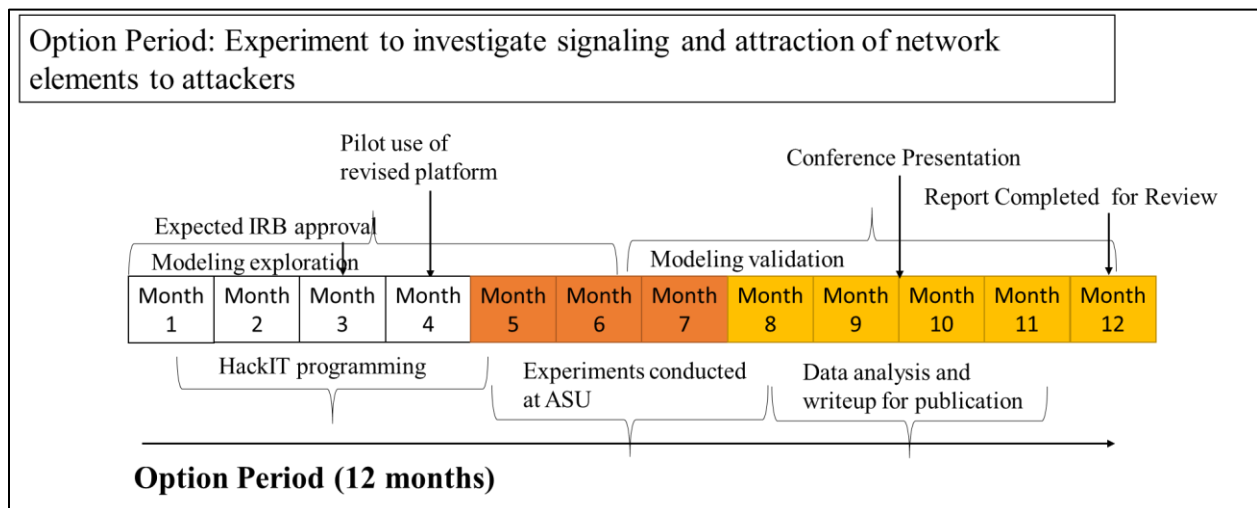 Option Period: Experiment to investigate signaling and attraction of network
elements to attackers
Pilot use of
revised platform
Conference Presentation
Report Completed for Review
Expected IRB approval
Modeling exploration
Modeling validation
Month 1
Month 2
Month 3
Month 4
Month 5
Month 6
Month 7
Month 8
Month 9
Month 10
Month 11
Month 12
HackIT programming
Experiments conducted
at ASU
Data analysis and
writeup for publication
Option Period (12 months)